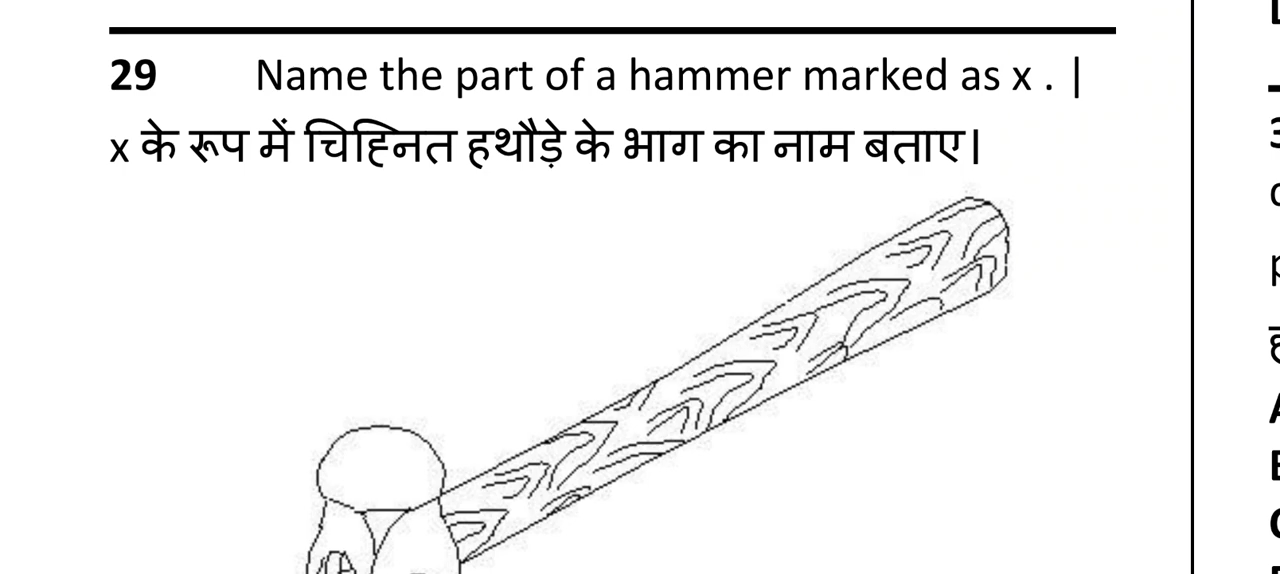 29 Name the part of a hammer marked as x . |
x के रूप में चिह्नित हथौड़े के भाग का नाम बताए।